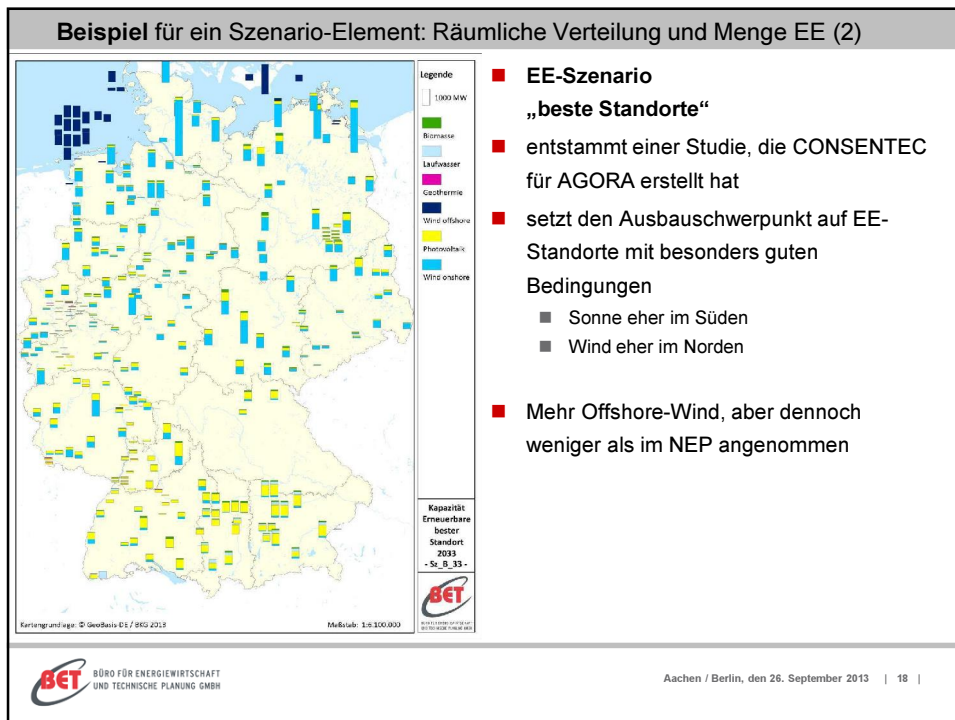 Beispiel für ein Szenario-Element: Räumliche Verteilung und Menge EE (2)
Legende
1000 MW
Biomasse
Laufwasser
Geothermie
Wind offshore
Photovoltaik
Wind onshore
Kapazität
Erneuerbare
bester
Standort
2033
- Sz_B_33 -
BET
Kartengrundlage: © GeoBasis-DE / BKG 2013
Maßstab: 1:6.100.000
EE-Szenario
„beste Standorte“
entstammt einer Studie, die CONSENTEC
für AGORA erstellt hat
setzt den Ausbauschwerpunkt auf EE-
Standorte mit besonders guten
Bedingungen
Sonne eher im Süden
Wind eher im Norden
Mehr Offshore-Wind, aber dennoch
weniger als im NEP angenommen
BET
BÜRO FÜR ENERGIEWIRTSCHAFT
UND TECHNISCHE PLANUNG GMBH
Aachen / Berlin, den 26. September 2013 | 18 |